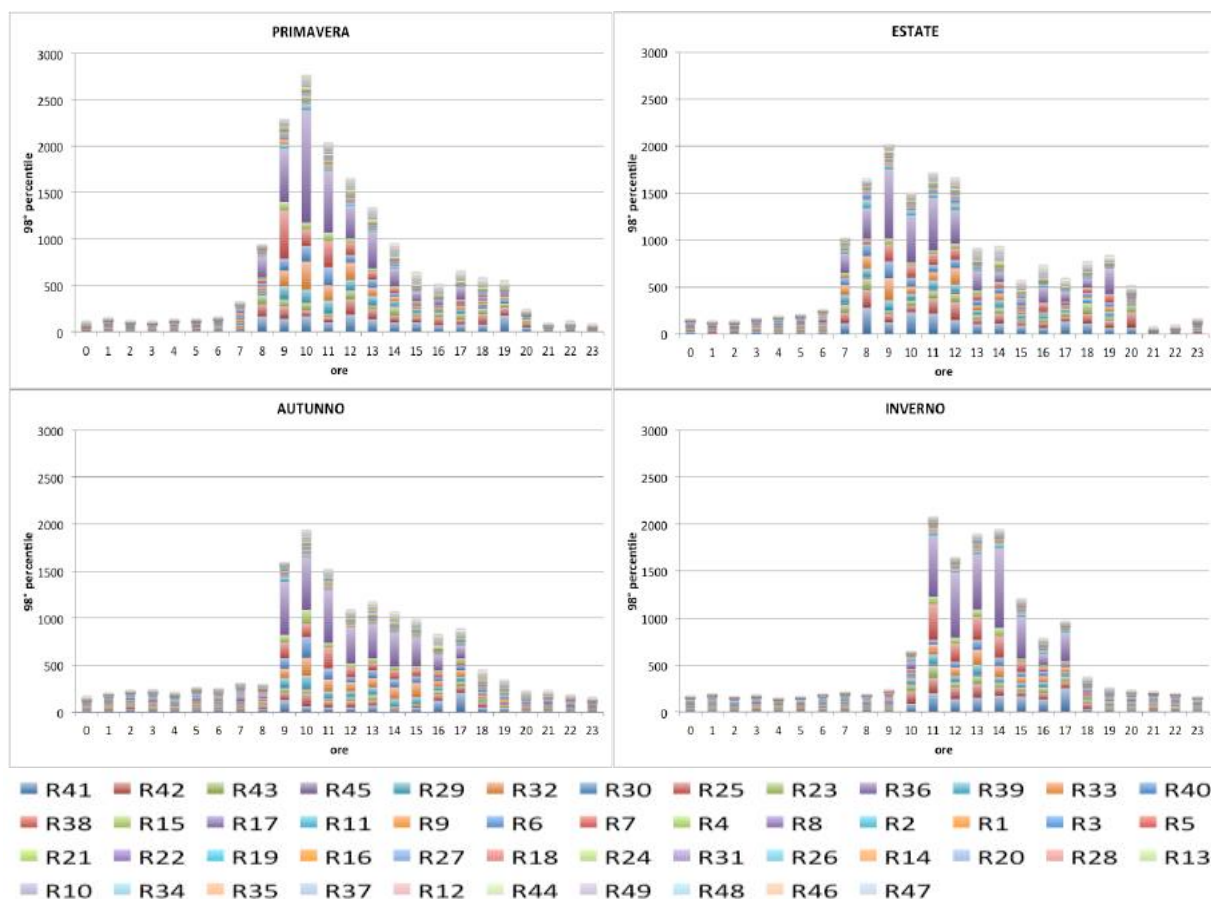 PRIMAVERA
3000
2500
2000
1500
1000
500
0
98° percentile
0 1 2 3 4 5 6 7 8 9 10 11 12 13 14 15 16 17 18 19 20 21 22 23
ore
ESTATE
3000
2500
2000
1500
1000
500
0
98° percentile
0 1 2 3 4 5 6 7 8 9 10 11 12 13 14 15 16 17 18 19 20 21 22 23
ore
AUTUNNO
3000
2500
2000
1500
1000
500
0
98° percentile
0 1 2 3 4 5 6 7 8 9 10 11 12 13 14 15 16 17 18 19 20 21 22 23
ore
INVERNO
3000
2500
2000
1500
1000
500
0
98° percentile
0 1 2 3 4 5 6 7 8 9 10 11 12 13 14 15 16 17 18 19 20 21 22 23
ore
R41 R42 R43 R45 R29 R32 R30 R25 R23 R36 R39 R33 R40
R38 R15 R17 R11 R9 R6 R7 R4 R8 R2 R1 R3 R5
R21 R22 R19 R16 R27 R18 R24 R31 R26 R14 R20 R28 R13
R10 R34 R35 R37 R12 R44 R49 R48 R46 R47